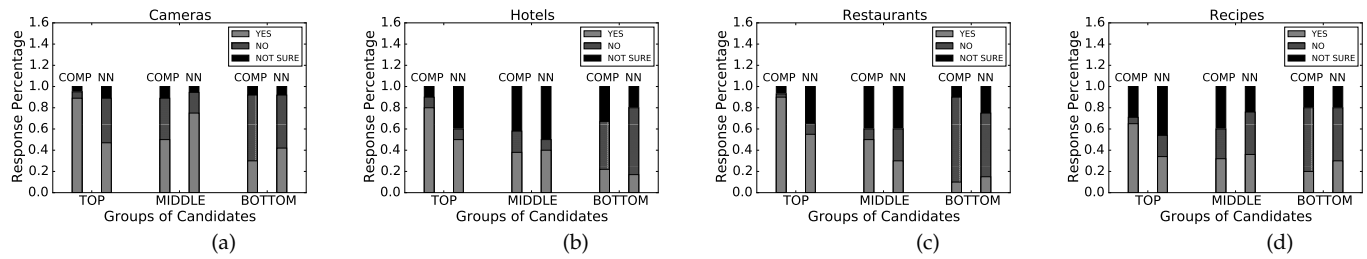 Cameras
1.6
1.4
1.2
1.0
0.8
0.6
0.4
0.2
0.0
Response Percentage
YES
NO
NOT SURE
COMP NN COMP NN COMP NN
TOP MIDDLE BOTTOM
Groups of Candidates
(a)
Hotels
1.6
1.4
1.2
1.0
0.8
0.6
0.4
0.2
0.0
Response Percentage
YES
NO
NOT SURE
COMP NN COMP NN COMP NN
TOP MIDDLE BOTTOM
Groups of Candidates
(b)
Restaurants
1.6
1.4
1.2
1.0
0.8
0.6
0.4
0.2
0.0
Response Percentage
YES
NO
NOT SURE
COMP NN COMP NN COMP NN
TOP MIDDLE BOTTOM
Groups of Candidates
(c)
Recipes
1.6
1.4
1.2
1.0
0.8
0.6
0.4
0.2
0.0
Response Percentage
YES
NO
NOT SURE
COMP NN COMP NN COMP NN
TOP MIDDLE BOTTOM
Groups of Candidates
(d)